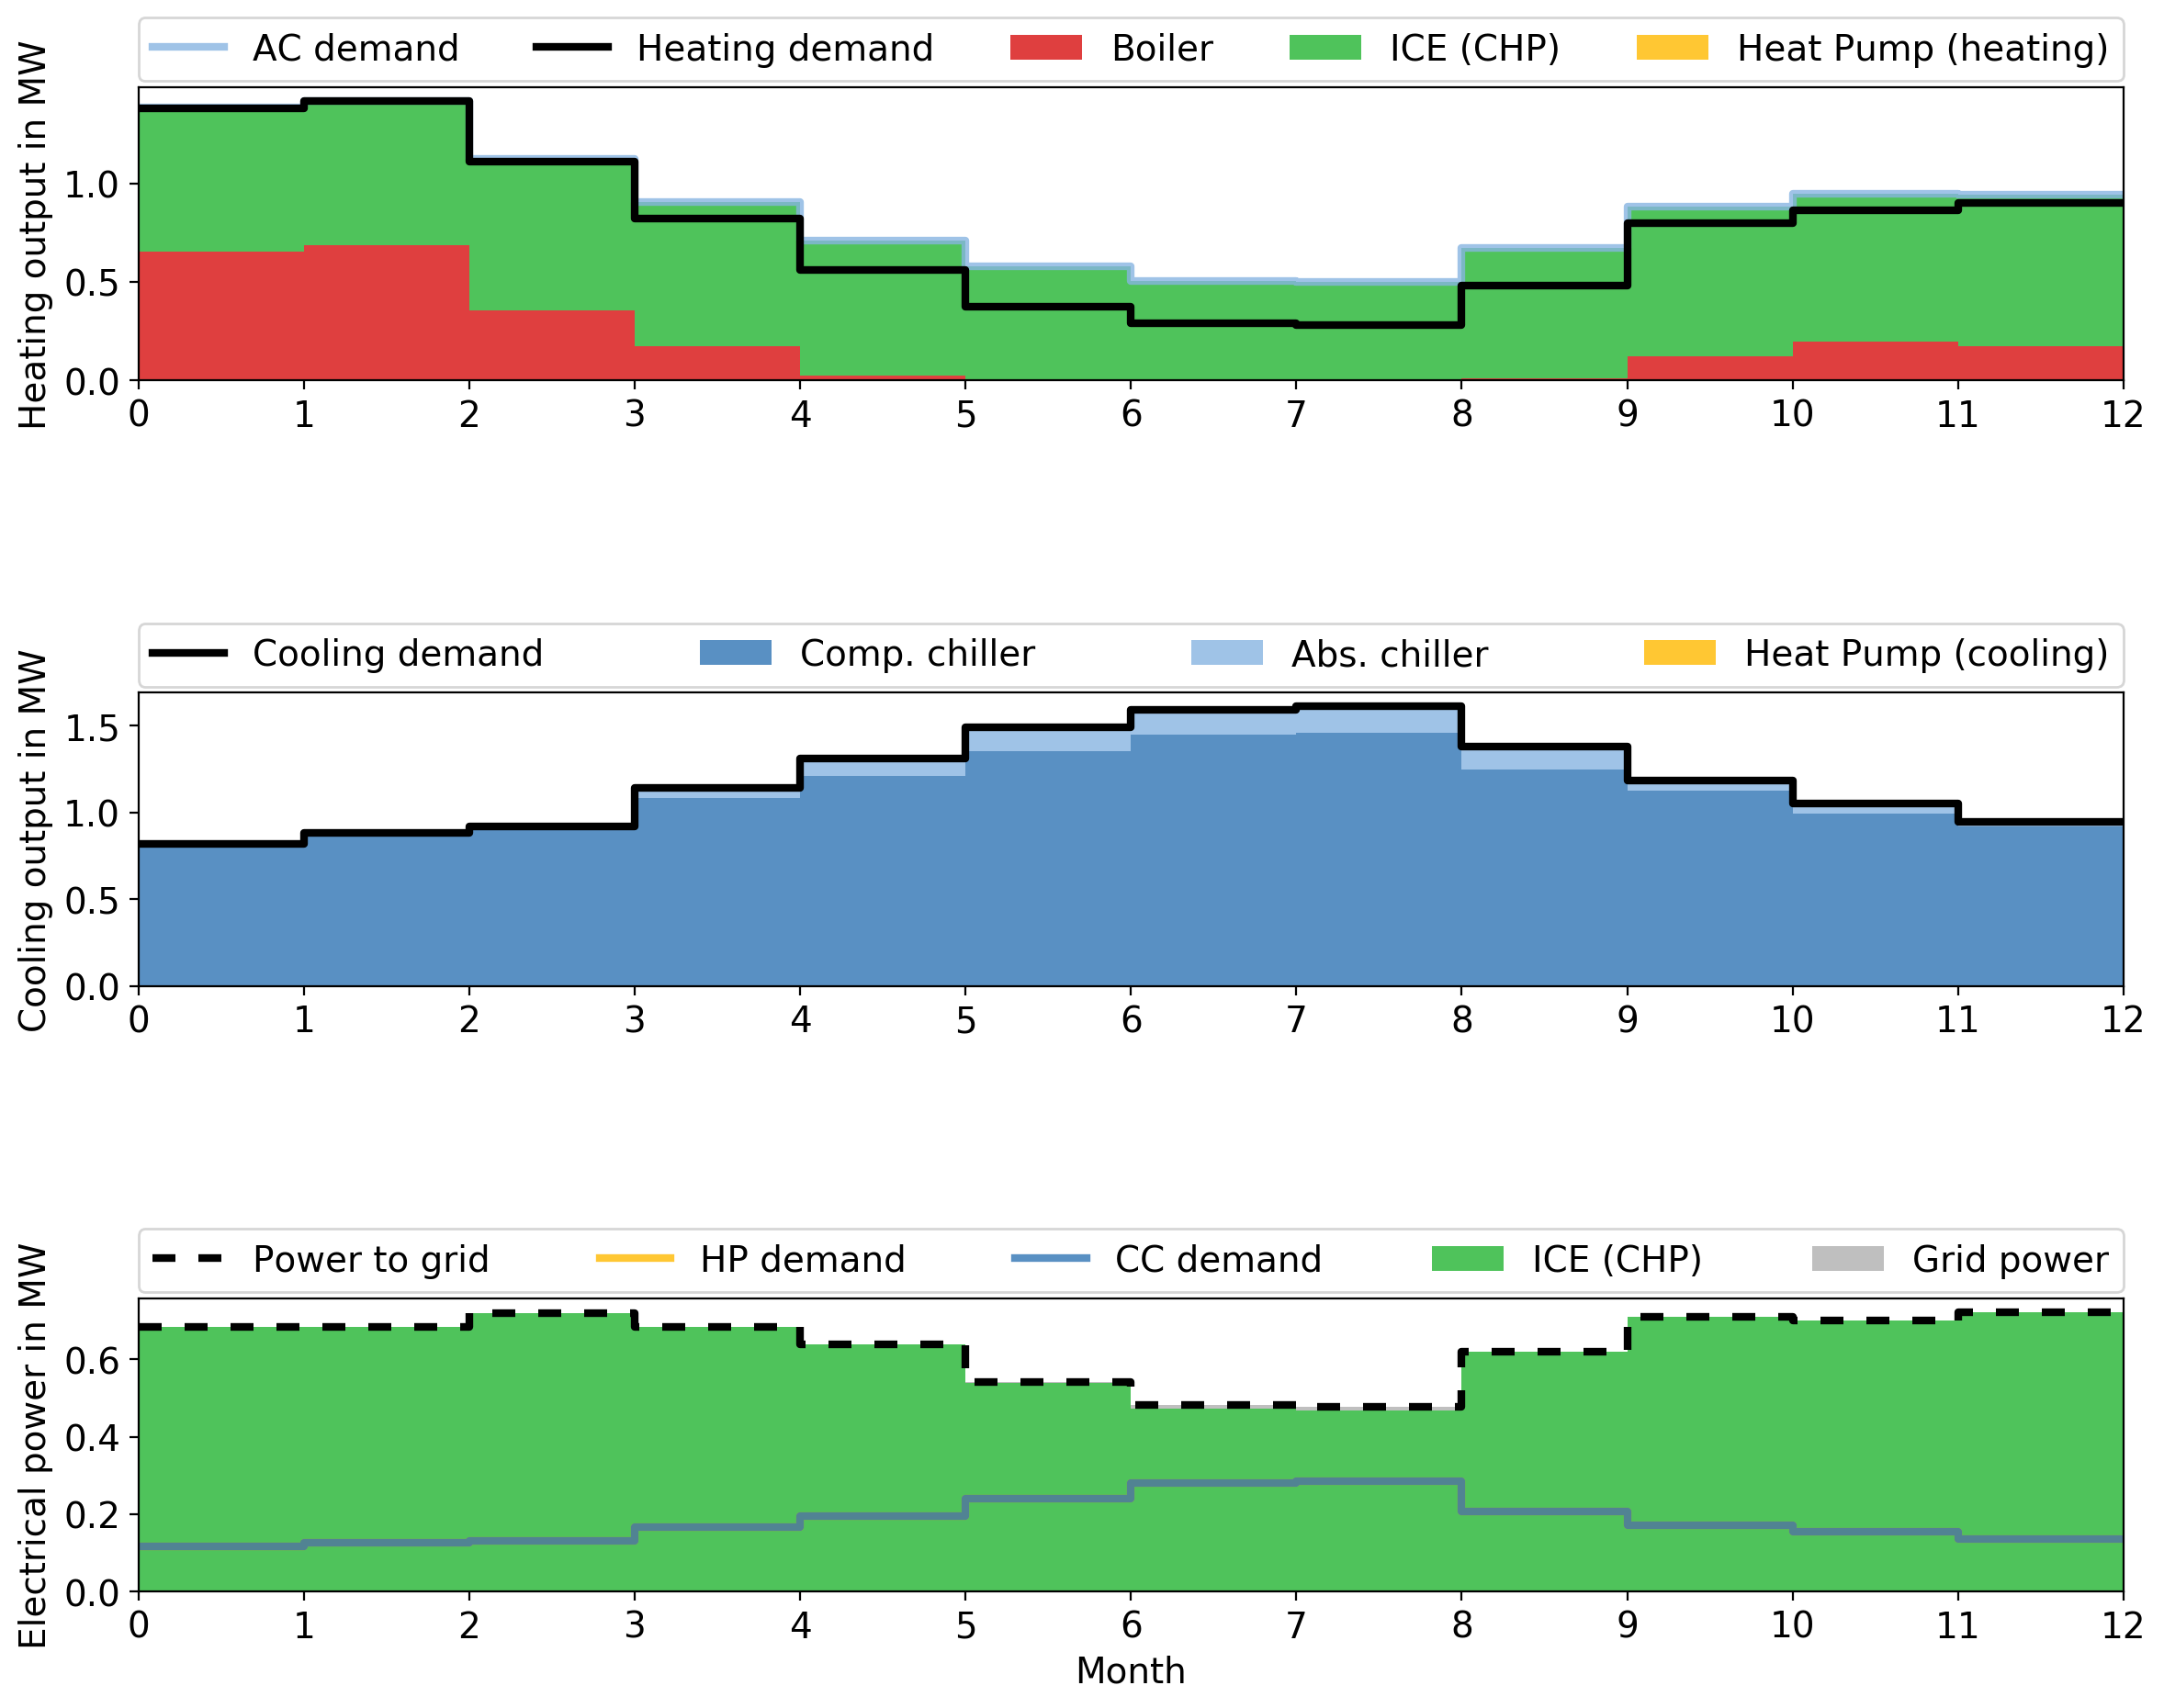 AC demand Heating demand Boiler ICE (CHP) Heat Pump (heating)
Heating output in MW
1.0
0.5
0.0
0 1 2 3 4 5 6 7 8 9 10 11 12
Cooling demand Comp. chiller Abs. chiller Heat Pump (cooling)
Cooling output in MW
1.5
1.0
0.5
0.0
0 1 2 3 4 5 6 7 8 9 10 11 12
Power to grid HP demand CC demand ICE (CHP) Grid power
Electrical power in MW
0.6
0.4
0.2
0.0
0 1 2 3 4 5 6 7 8 9 10 11 12
Month